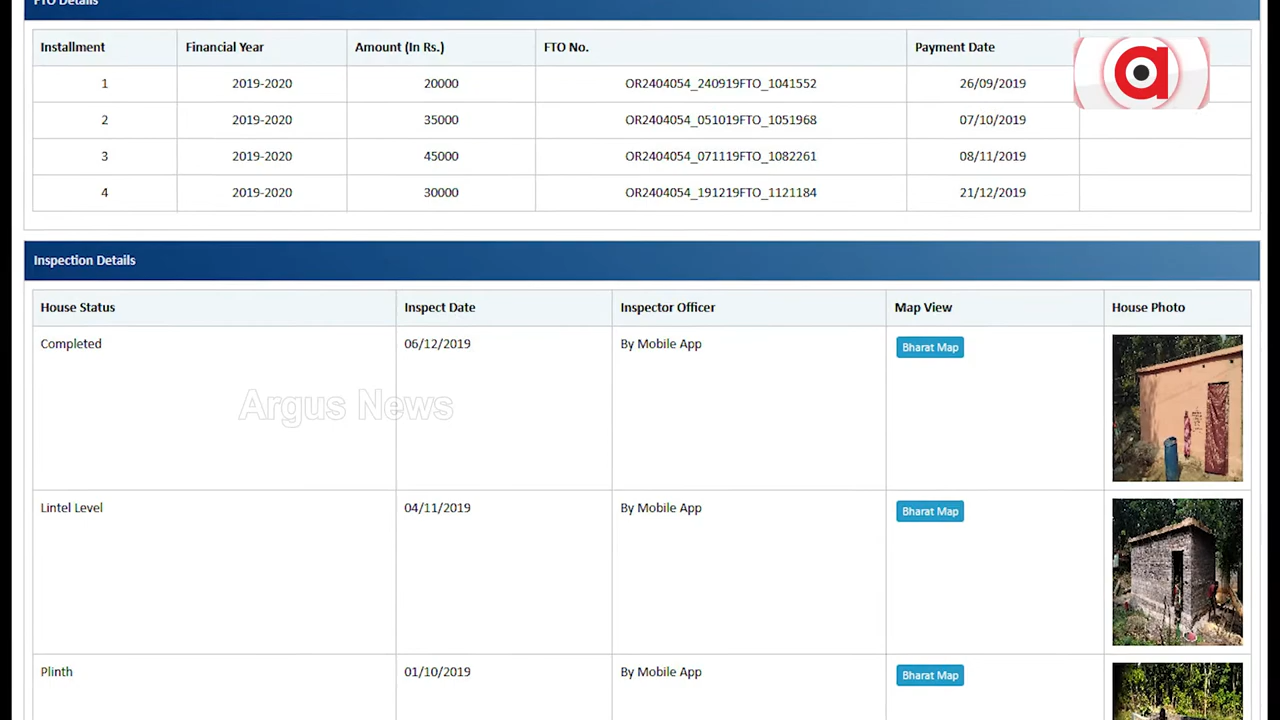 FTO Details
Installment Financial Year Amount (In Rs.) FTO No. Payment Date
1 2019-2020 20000 OR2404054_240919FTO_1041552 26/09/2019
2 2019-2020 35000 OR2404054_051019FTO_1051968 07/10/2019
3 2019-2020 45000 OR2404054_071119FTO_1082261 08/11/2019
4 2019-2020 30000 OR2404054_191219FTO_1121184 21/12/2019
Inspection Details
House Status Inspect Date Inspector Officer Map View House Photo
Completed 06/12/2019 By Mobile App Bharat Map
Argus News
Lintel Level 04/11/2019 By Mobile App Bharat Map
Plinth 01/10/2019 By Mobile App Bharat Map